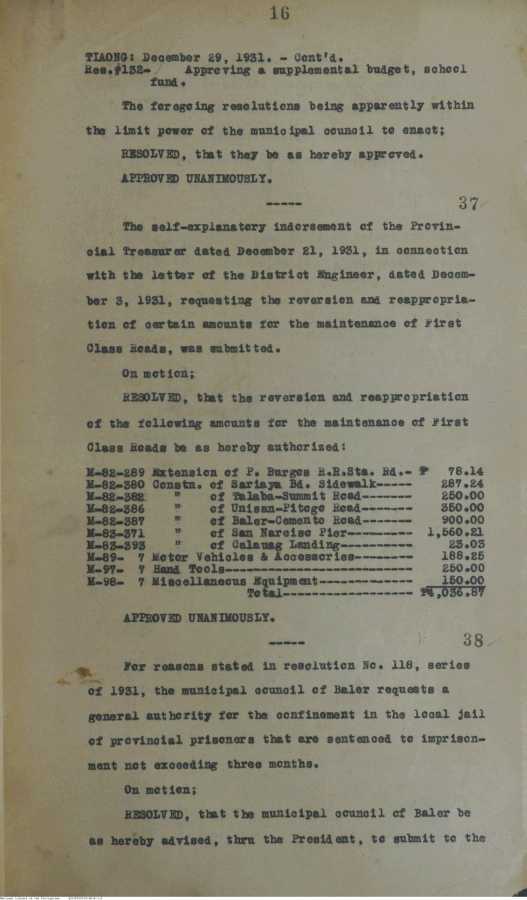 16
TIAONG: December 29, 1931. - Cont'd.
Res.#132- Approving a supplemental budget, school
fund.
The foregoing resolutions being apparently within
the limit power of the municipal council to enact;
RESOLVED, that they be as hereby approved.
APPROVED UNANIMOUSLY.
-----
37
The self-explanatory indorsement of the Provin-
cial Treasurer dated December 21, 1931, in connection
with the letter of the District Engineer, dated Decem-
ber 3, 1931, requesting the reversion and reappropria-
tion of certain amounts for the maintenance of First
Class Roads, was submitted.
On motion;
RESOLVED, that the reversion and reappropriation
of the following amounts for the maintenance of First
Class Roads be as hereby authorized:
M-82-289 Extension of P. Burgos R.R.Sta. Rd.- ₱ 78.14
M-82-380 Constn. of Sariaya Bd. Sidewalk----- 287.24
M-82-382 " of Talaba-Summit Road------- 250.00
M-82-386 " of Unisan-Pitogo Road------- 350.00
M-82-387 " of Baler-Cemento Road------- 900.00
M-83-371 " of San Narciso Pier--------- 1,560.21
M-83-393 " of Calauag Landing---------- 23.03
M-89- 7 Motor Vehicles & Accessories-------- 188.25
M-97- 7 Hand Tools-------------------------- 250.00
M-98- 7 Miscellaneous Equipment------------- 150.00
Total------------------ ₱4,036.87
APPROVED UNANIMOUSLY.
-----
38
For reasons stated in resolution No. 118, series
of 1931, the municipal council of Baler requests a
general authority for the confinement in the local jail
of provincial prisoners that are sentenced to imprison-
ment not exceeding three months.
On motion;
RESOLVED, that the municipal council of Baler be
as hereby advised, thru the President, to submit to the